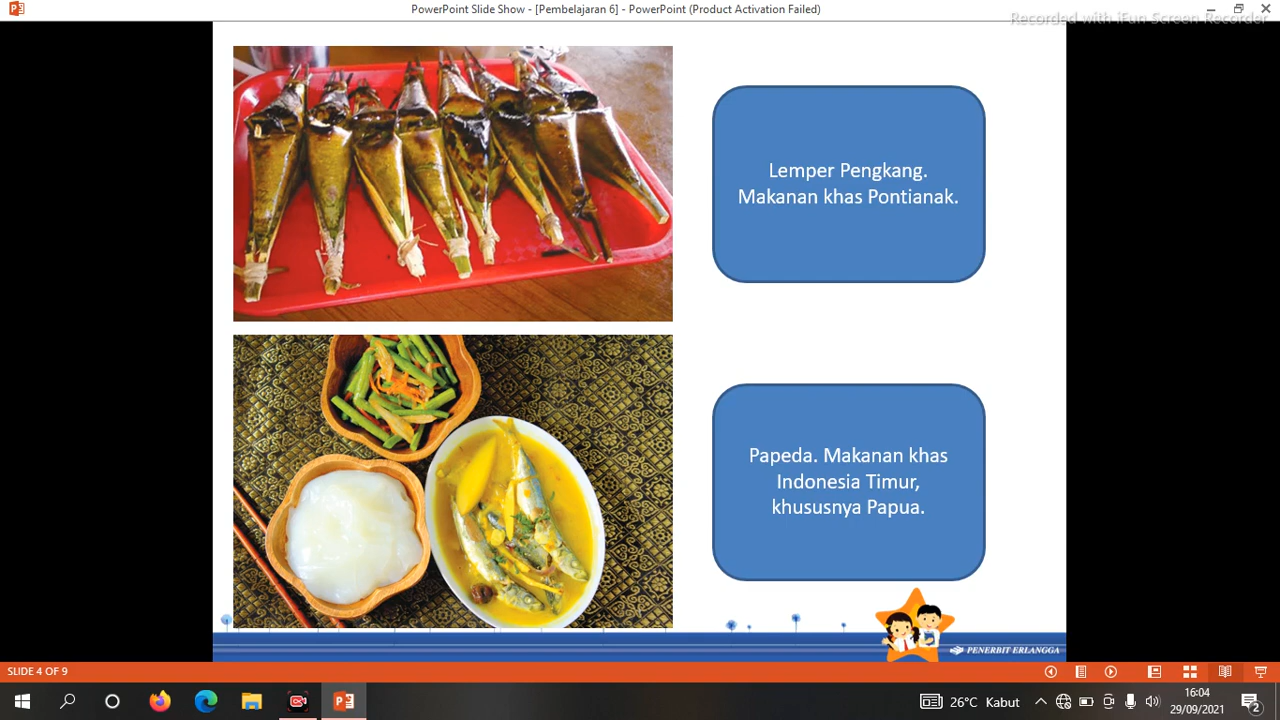 PowerPoint Slide Show - [Pembelajaran 6] - PowerPoint (Product Activation Failed)
Recorded with iFun Screen Recorder
Lemper Pengkang.
Makanan khas Pontianak.
Papeda. Makanan khas
Indonesia Timur,
khususnya Papua.
PENERBIT ERLANGGA
SLIDE 4 OF 9
26°C Kabut
16:04
29/09/2021
2